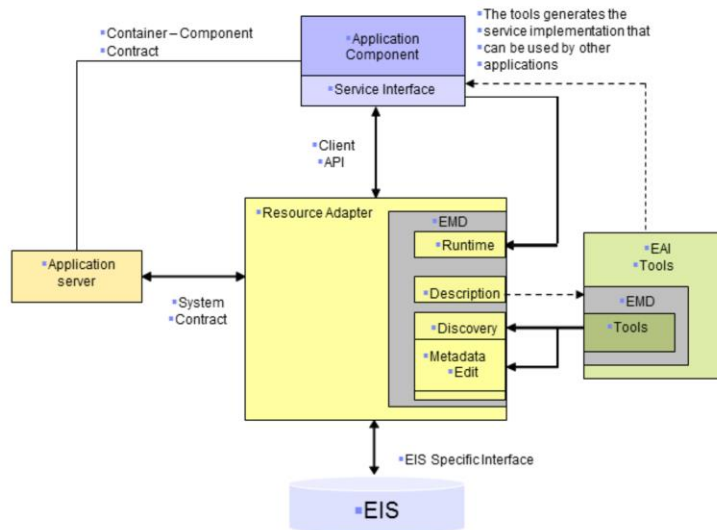 Container – Component
Contract
Application
Component
Service Interface
The tools generates the
service implementation that
can be used by other
applications
Client
API
Resource Adapter
EMD
Runtime
Description
Discovery
Metadata
Edit
EAI
Tools
EMD
Tools
Application
server
System
Contract
EIS Specific Interface
EIS